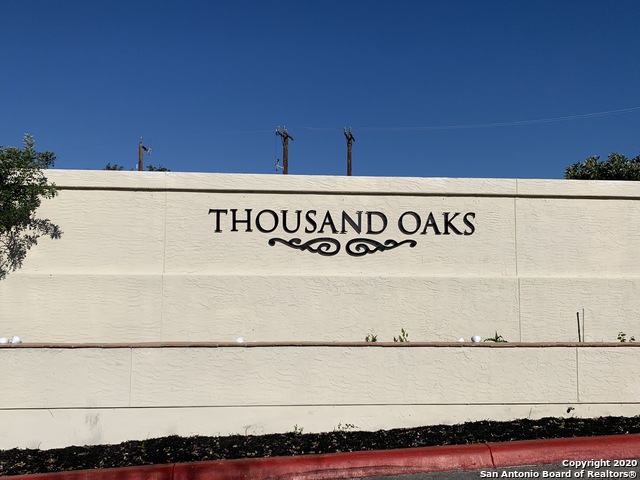 THOUSAND OAKS
Copyright 2020
San Antonio Board of Realtors®